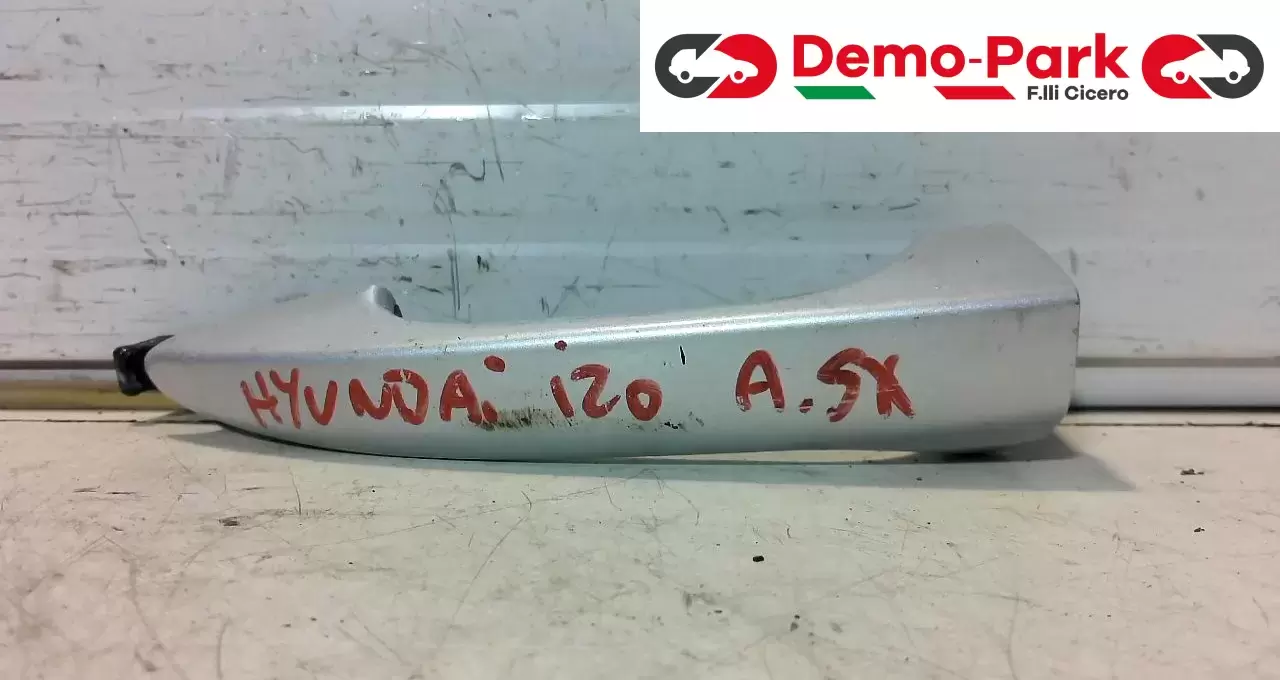 Demo-Park
F.lli Cicero
HYUNDAi i20 A.SX